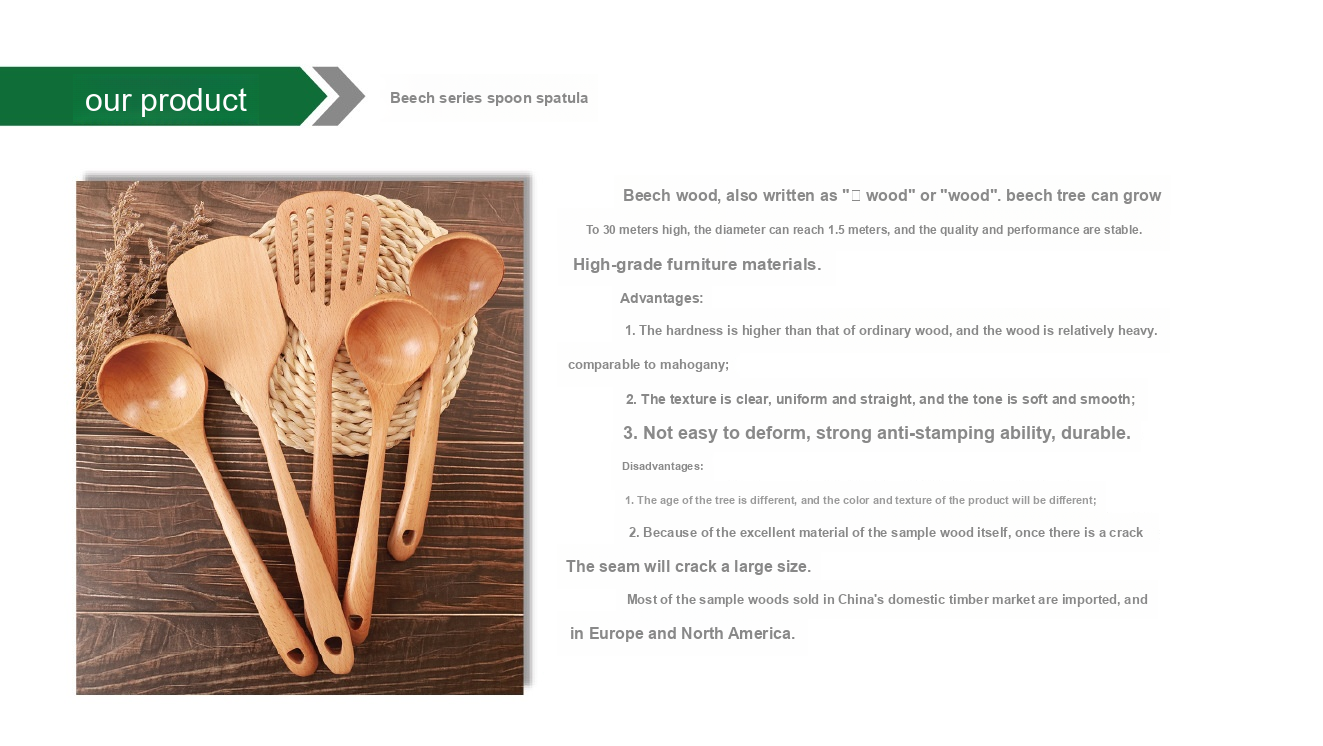 our product
Beech series spoon spatula
Beech wood, also written as "□ wood" or "wood". beech tree can grow
To 30 meters high, the diameter can reach 1.5 meters, and the quality and performance are stable.
High-grade furniture materials.
Advantages:
1. The hardness is higher than that of ordinary wood, and the wood is relatively heavy.
comparable to mahogany;
2. The texture is clear, uniform and straight, and the tone is soft and smooth;
3. Not easy to deform, strong anti-stamping ability, durable.
Disadvantages:
1. The age of the tree is different, and the color and texture of the product will be different;
2. Because of the excellent material of the sample wood itself, once there is a crack
The seam will crack a large size.
Most of the sample woods sold in China's domestic timber market are imported, and
in Europe and North America.